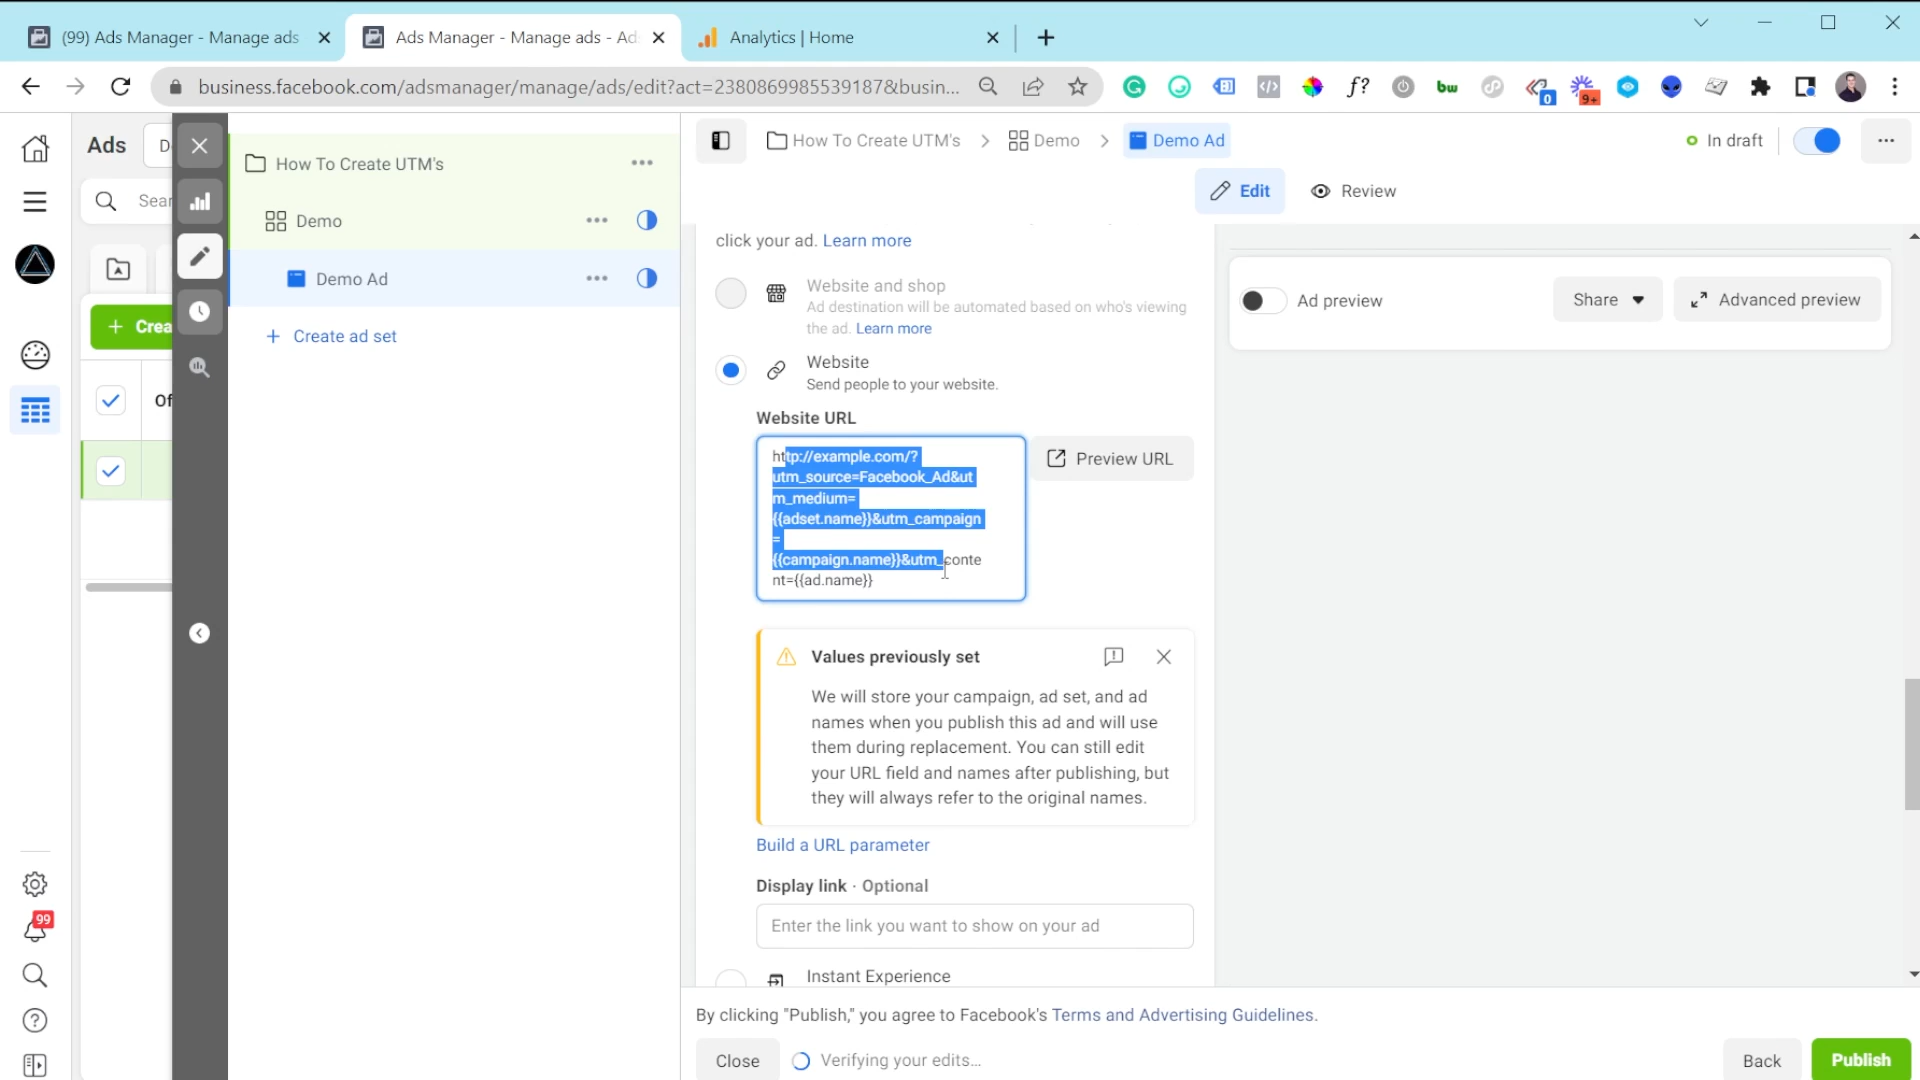 (99) Ads Manager - Manage ads
Ads Manager - Manage ads - Ad
Analytics | Home
business.facebook.com/adsmanager/manage/ads/edit?act=2380869985539187&busin...
f?
bw
0
9+
Ads
D
How To Create UTM's
How To Create UTM's
Demo
Demo Ad
In draft
Sear
Edit
Review
Demo
click your ad. Learn more
Demo Ad
Website and shop
Ad destination will be automated based on who's viewing
the ad. Learn more
Ad preview
Share
Advanced preview
+ Crea
+ Create ad set
Website
Send people to your website.
Of
Website URL
http://example.com/?
utm_source=Facebook_Ad&ut
m_medium=
{{adset.name}}&utm_campaign
=
{{campaign.name}}&utm_conte
nt={{ad.name}}
Preview URL
Values previously set
We will store your campaign, ad set, and ad
names when you publish this ad and will use
them during replacement. You can still edit
your URL field and names after publishing, but
they will always refer to the original names.
Build a URL parameter
Display link · Optional
99
Enter the link you want to show on your ad
Instant Experience
By clicking "Publish," you agree to Facebook's Terms and Advertising Guidelines.
Close
Verifying your edits...
Back
Publish